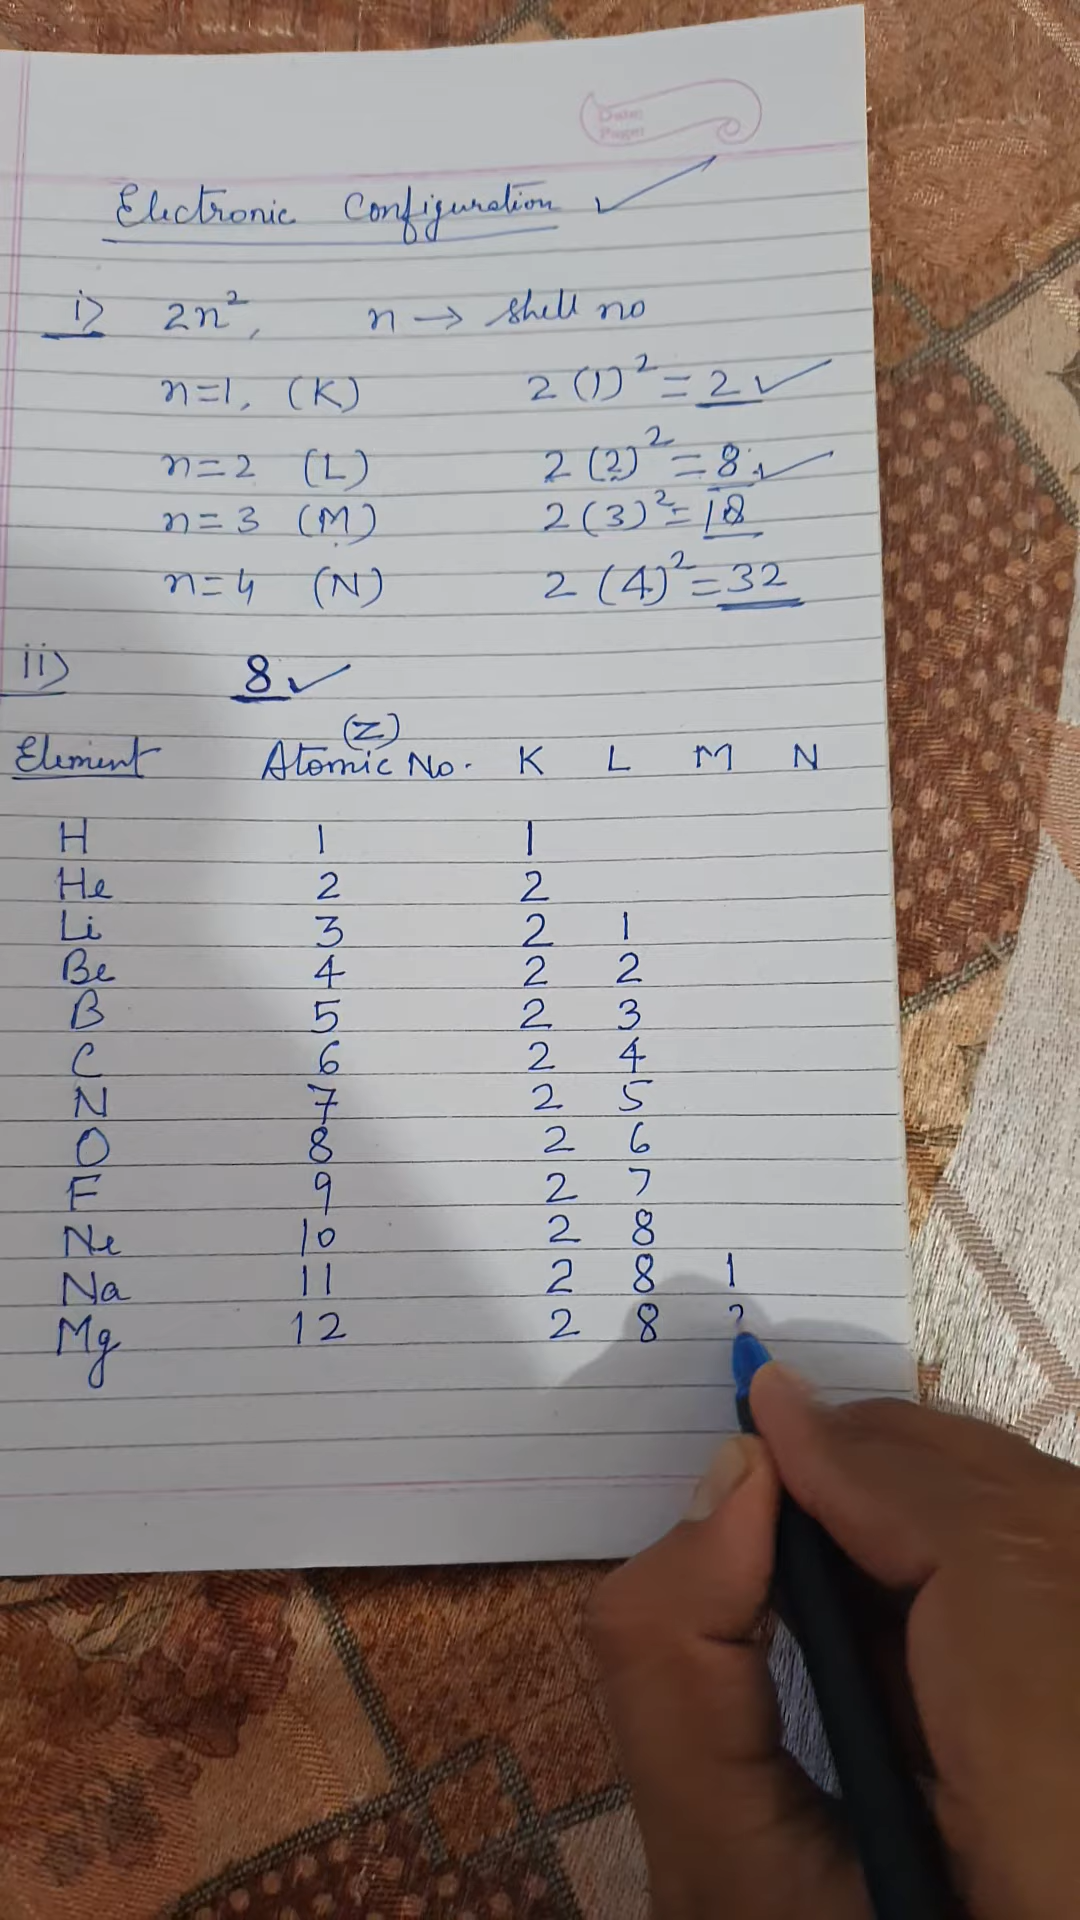 Date:
Page:
Electronic Configuration
i) 2n², n → shell no
n=1, (K) 2(1)² = 2
n=2 (L) 2(2)² = 8
n=3 (M) 2(3)² = 18
n=4 (N) 2(4)² = 32
ii) 8
(Z)
Element Atomic No. K L M N
H 1 1
He 2 2
Li 3 2 1
Be 4 2 2
B 5 2 3
C 6 2 4
N 7 2 5
O 8 2 6
F 9 2 7
Ne 10 2 8
Na 11 2 8 1
Mg 12 2 8 2